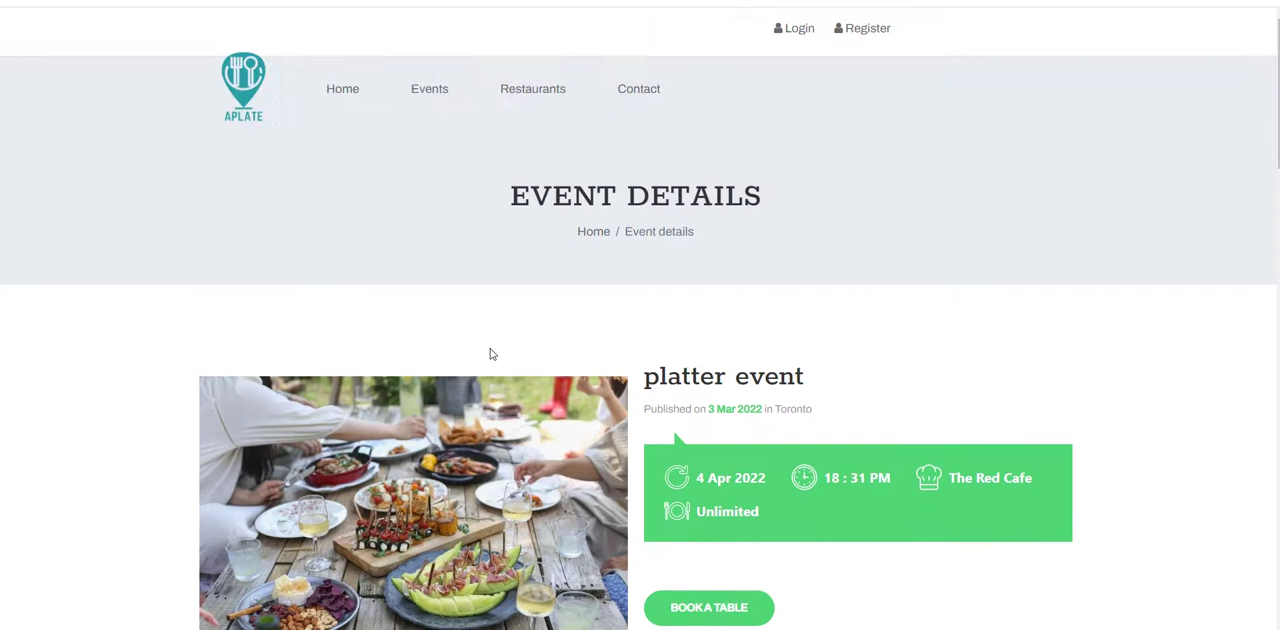 Login Register
APLATE
Home Events Restaurants Contact
EVENT DETAILS
Home / Event details
platter event
Published on 3 Mar 2022 in Toronto
4 Apr 2022 18 : 31 PM The Red Cafe
Unlimited
BOOK A TABLE